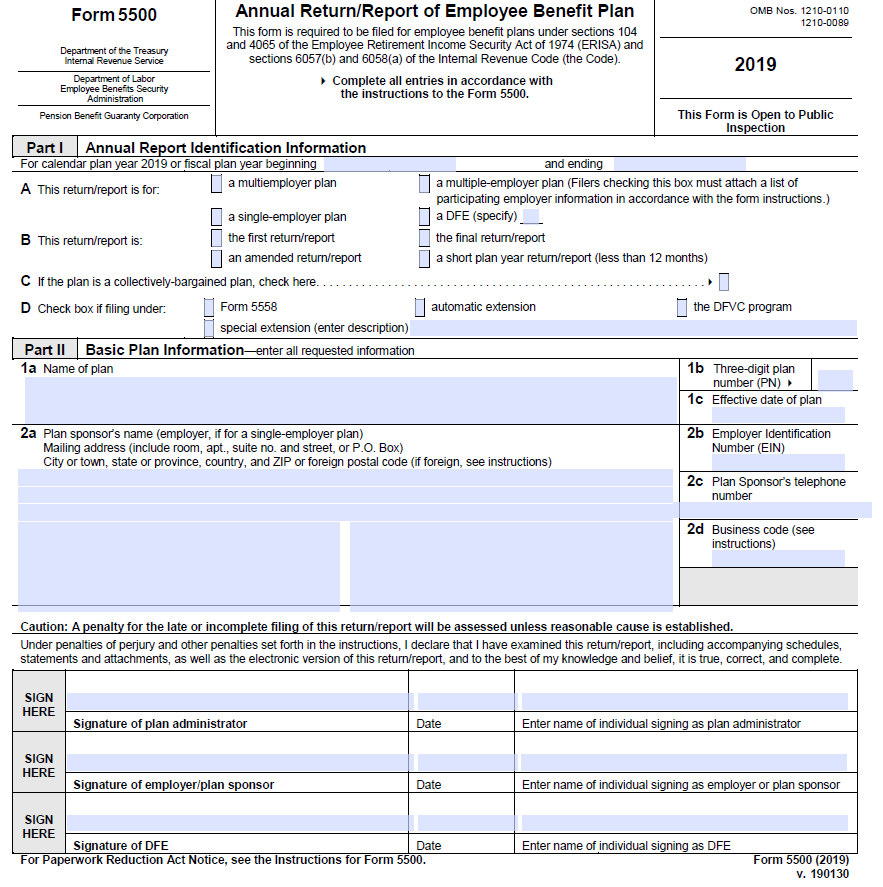 Form 5500
Department of the Treasury
Internal Revenue Service
Department of Labor
Employee Benefits Security
Administration
Pension Benefit Guaranty Corporation
Annual Return/Report of Employee Benefit Plan
This form is required to be filed for employee benefit plans under sections 104
and 4065 of the Employee Retirement Income Security Act of 1974 (ERISA) and
sections 6057(b) and 6058(a) of the Internal Revenue Code (the Code).
Complete all entries in accordance with
the instructions to the Form 5500.
OMB Nos. 1210-0110
1210-0089
2019
This Form is Open to Public
Inspection
Part I Annual Report Identification Information
For calendar plan year 2019 or fiscal plan year beginning and ending
A This return/report is for: a multiemployer plan a multiple-employer plan (Filers checking this box must attach a list of
participating employer information in accordance with the form instructions.)
a single-employer plan a DFE (specify)
B This return/report is: the first return/report the final return/report
an amended return/report a short plan year return/report (less than 12 months)
C If the plan is a collectively-bargained plan, check here. . . . . . . . . . . . . . . . . . . . . . . . . . . . . . . . . . . . . . . . . . . . . . . . . . . . . . . . . .
D Check box if filing under: Form 5558 automatic extension the DFVC program
special extension (enter description)
Part II Basic Plan Information—enter all requested information
1a Name of plan
1b Three-digit plan
number (PN)
1c Effective date of plan
2a Plan sponsor's name (employer, if for a single-employer plan)
Mailing address (include room, apt., suite no. and street, or P.O. Box)
City or town, state or province, country, and ZIP or foreign postal code (if foreign, see instructions)
2b Employer Identification
Number (EIN)
2c Plan Sponsor's telephone
number
2d Business code (see
instructions)
Caution: A penalty for the late or incomplete filing of this return/report will be assessed unless reasonable cause is established.
Under penalties of perjury and other penalties set forth in the instructions, I declare that I have examined this return/report, including accompanying schedules,
statements and attachments, as well as the electronic version of this return/report, and to the best of my knowledge and belief, it is true, correct, and complete.
SIGN
HERE
Signature of plan administrator Date Enter name of individual signing as plan administrator
SIGN
HERE
Signature of employer/plan sponsor Date Enter name of individual signing as employer or plan sponsor
SIGN
HERE
Signature of DFE Date Enter name of individual signing as DFE
For Paperwork Reduction Act Notice, see the Instructions for Form 5500. Form 5500 (2019)
v. 190130